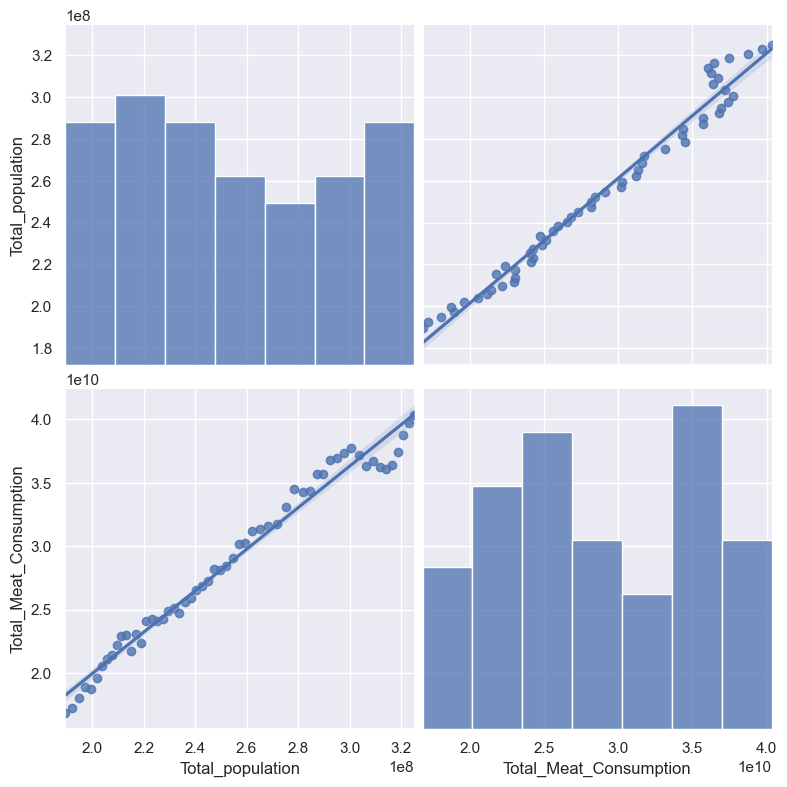 1e8
3.2
3.0
2.8
2.6
2.4
2.2
2.0
1.8
Total_population
1e10
4.0
3.5
3.0
2.5
2.0
Total_Meat_Consumption
2.0 2.2 2.4 2.6 2.8 3.0 3.2
1e8
Total_population
2.0 2.5 3.0 3.5 4.0
1e10
Total_Meat_Consumption